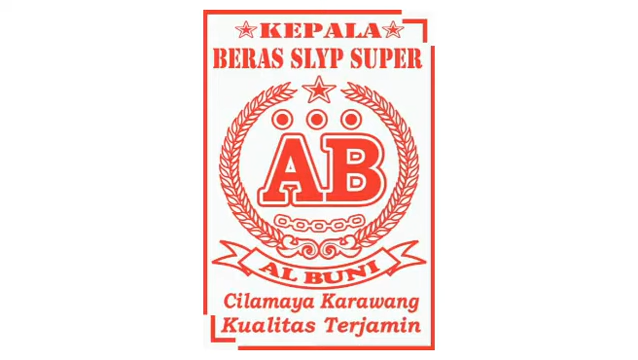 KEPALA
BERAS SLYP SUPER
AB
AL BUNI
Cilamaya Karawang
Kualitas Terjamin